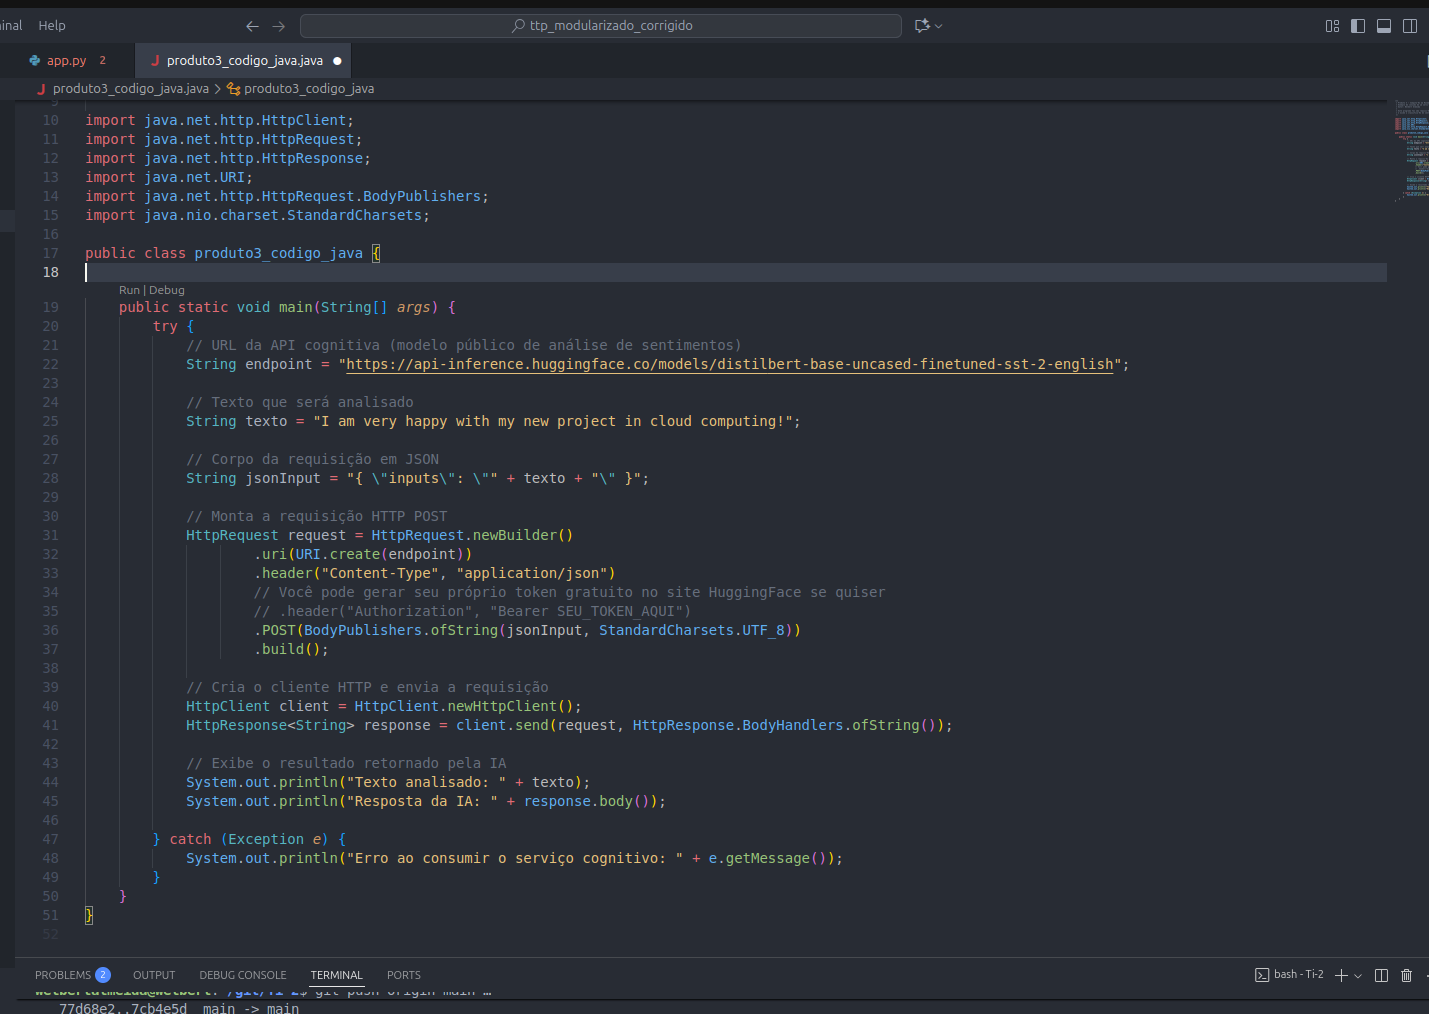 Help
ttp_modularizado_corrigido
app.py 2
produto3_codigo_java.java
produto3_codigo_java.java > produto3_codigo_java
10 import java.net.http.HttpClient;
11 import java.net.http.HttpRequest;
12 import java.net.http.HttpResponse;
13 import java.net.URI;
14 import java.net.http.HttpRequest.BodyPublishers;
15 import java.nio.charset.StandardCharsets;
16
17 public class produto3_codigo_java {
18
Run | Debug
19 public static void main(String[] args) {
20 try {
21 // URL da API cognitiva (modelo público de análise de sentimentos)
22 String endpoint = "https://api-inference.huggingface.co/models/distilbert-base-uncased-finetuned-sst-2-english";
23
24 // Texto que será analisado
25 String texto = "I am very happy with my new project in cloud computing!";
26
27 // Corpo da requisição em JSON
28 String jsonInput = "{ \"inputs\": \"" + texto + "\" }";
29
30 // Monta a requisição HTTP POST
31 HttpRequest request = HttpRequest.newBuilder()
32 .uri(URI.create(endpoint))
33 .header("Content-Type", "application/json")
34 // Você pode gerar seu próprio token gratuito no site HuggingFace se quiser
35 // .header("Authorization", "Bearer SEU_TOKEN_AQUI")
36 .POST(BodyPublishers.ofString(jsonInput, StandardCharsets.UTF_8))
37 .build();
38
39 // Cria o cliente HTTP e envia a requisição
40 HttpClient client = HttpClient.newHttpClient();
41 HttpResponse<String> response = client.send(request, HttpResponse.BodyHandlers.ofString());
42
43 // Exibe o resultado retornado pela IA
44 System.out.println("Texto analisado: " + texto);
45 System.out.println("Resposta da IA: " + response.body());
46
47 } catch (Exception e) {
48 System.out.println("Erro ao consumir o serviço cognitivo: " + e.getMessage());
49 }
50 }
51 }
52
PROBLEMS 2 OUTPUT DEBUG CONSOLE TERMINAL PORTS bash - Ti-2
git push origin main
77d68e2..7cb4e5d main -> main